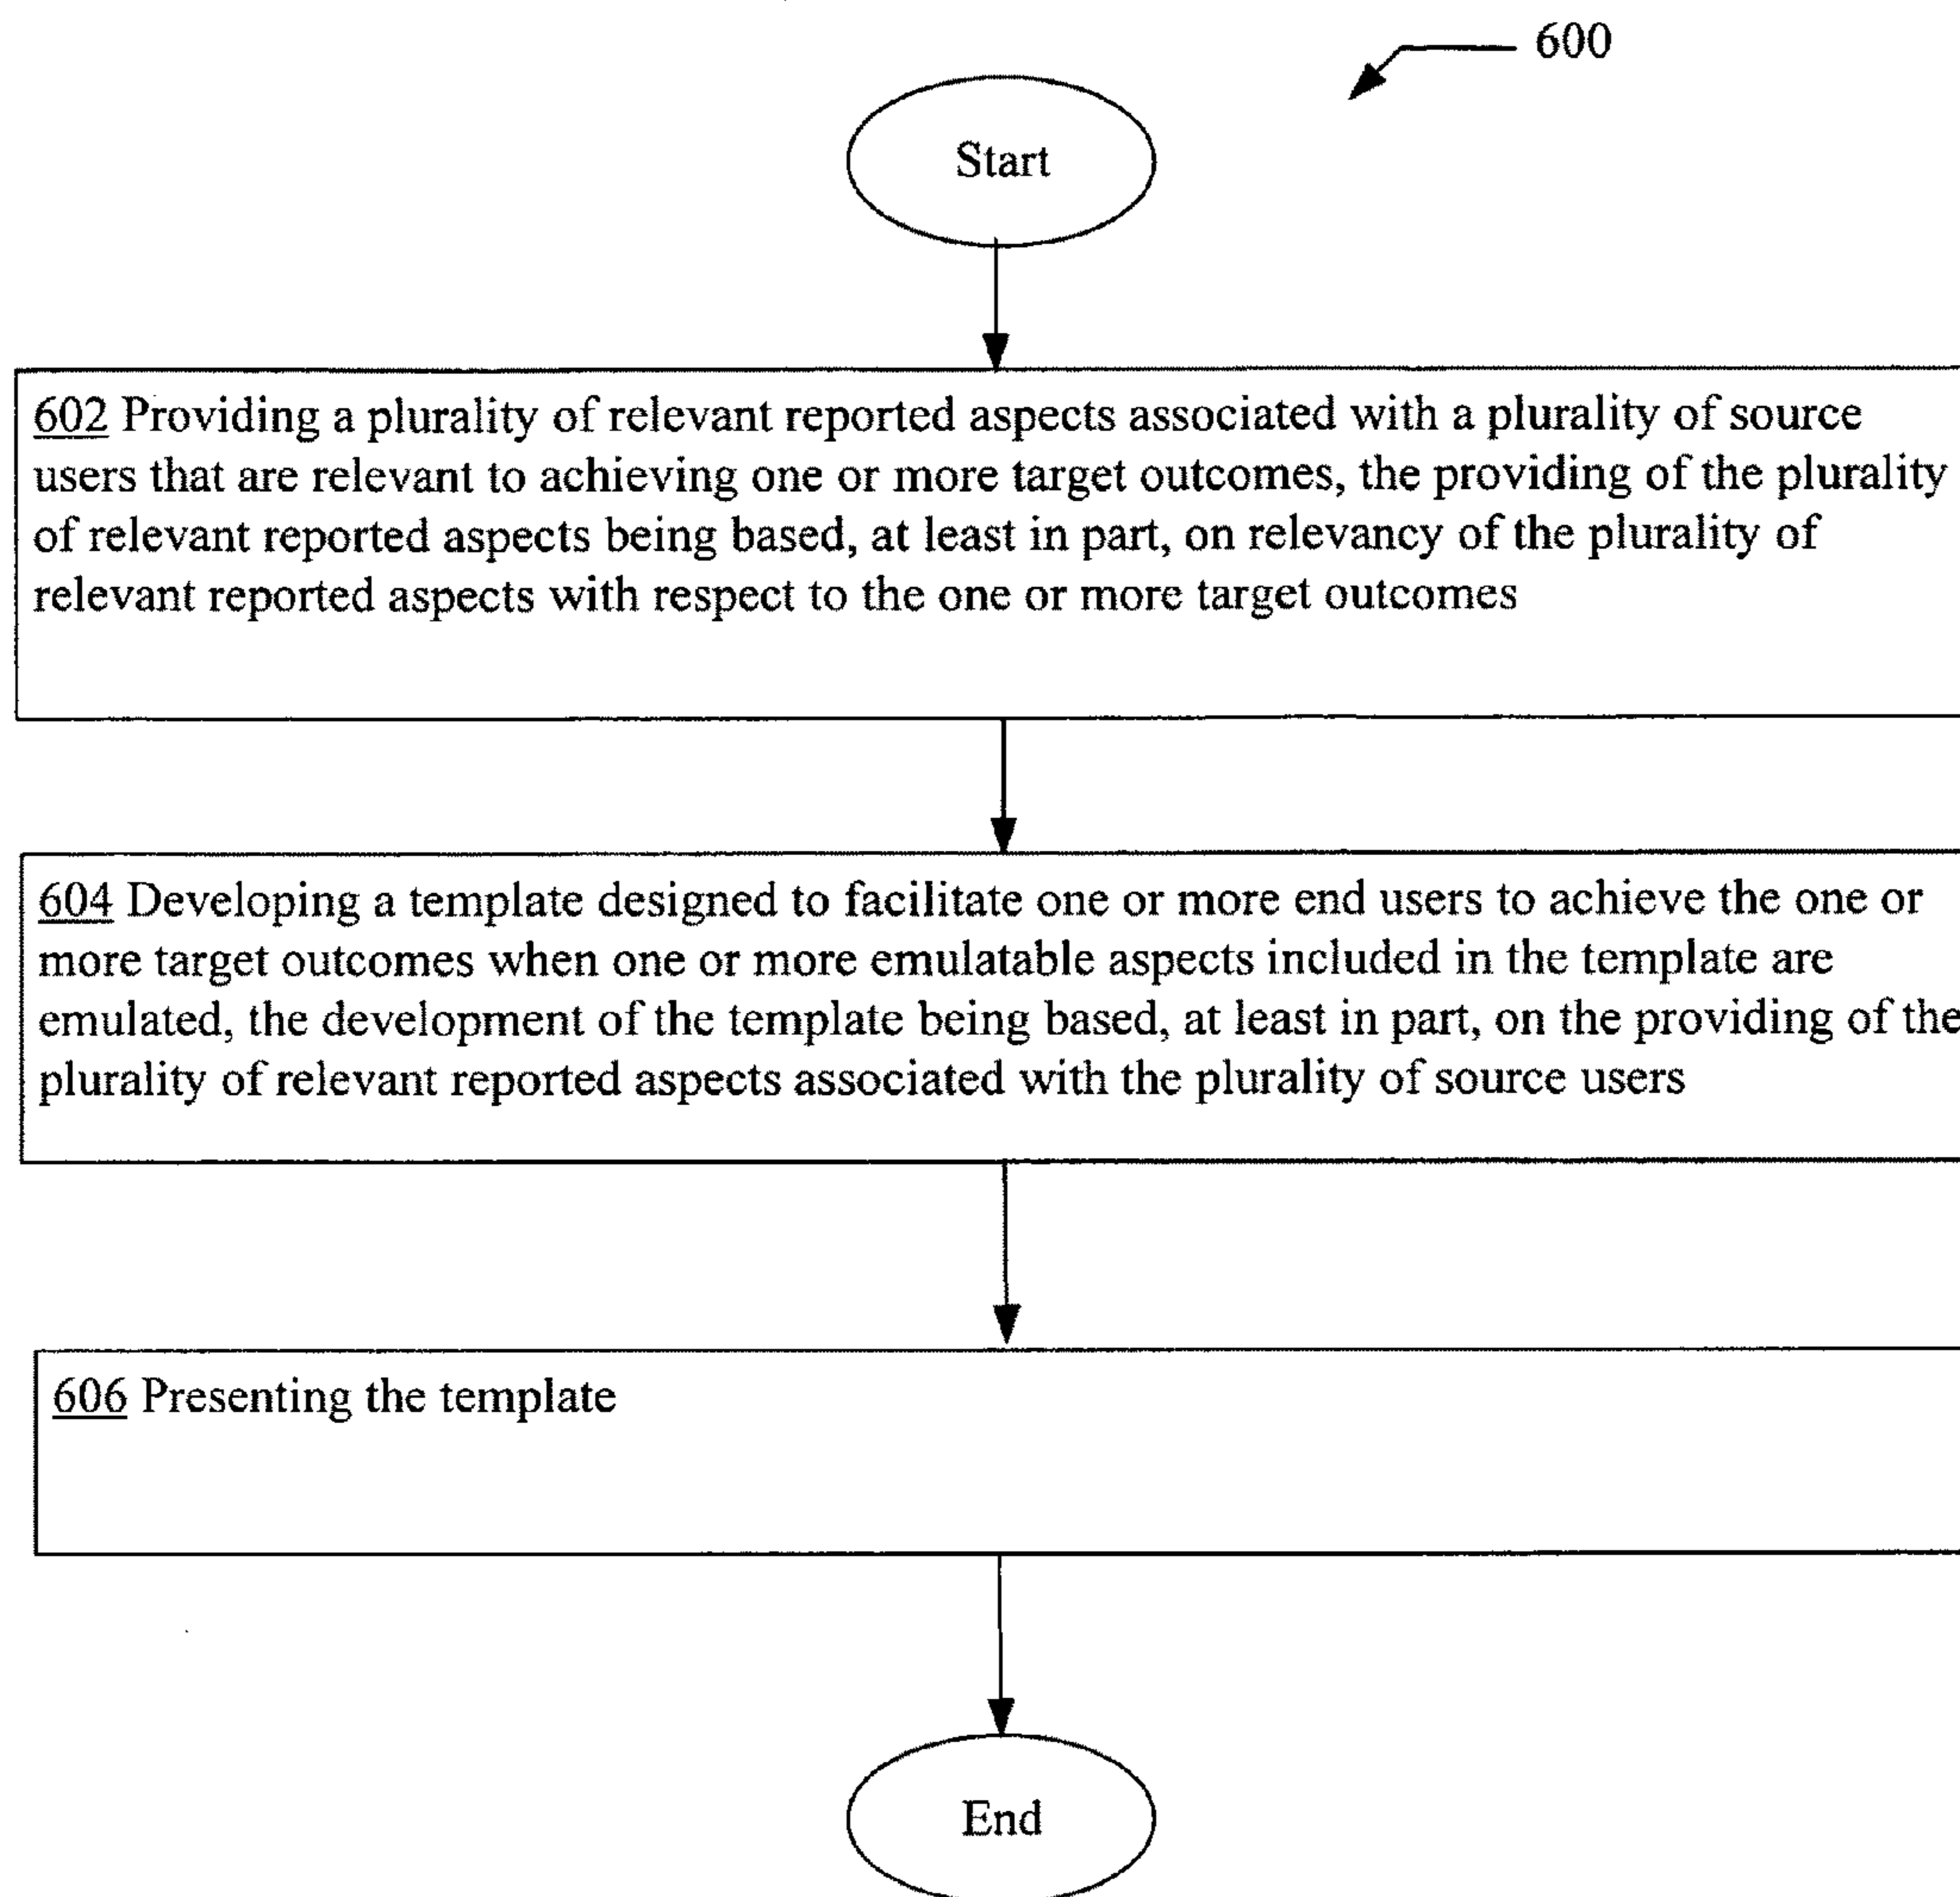 600
Start
602 Providing a plurality of relevant reported aspects associated with a plurality of source
users that are relevant to achieving one or more target outcomes, the providing of the plurality
of relevant reported aspects being based, at least in part, on relevancy of the plurality of
relevant reported aspects with respect to the one or more target outcomes
604 Developing a template designed to facilitate one or more end users to achieve the one or
more target outcomes when one or more emulatable aspects included in the template are
emulated, the development of the template being based, at least in part, on the providing of the
plurality of relevant reported aspects associated with the plurality of source users
606 Presenting the template
End